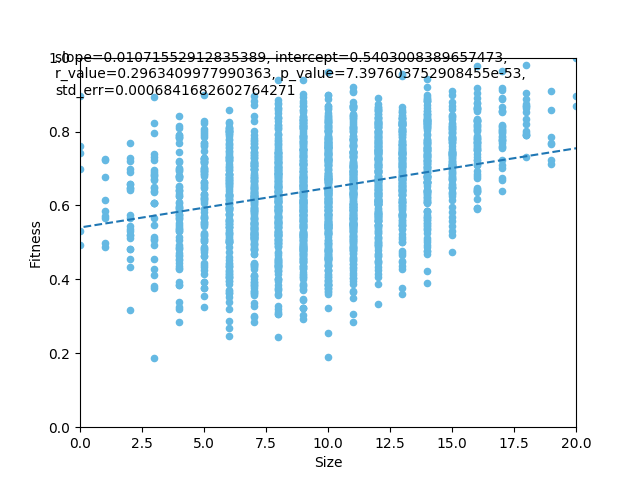 slope=0.01071552912835389, intercept=0.5403008389657473,
r_value=0.2963409977990363, p_value=7.397603752908455e-53,
std_err=0.0006841682602764271
1.0
0.8
0.6
0.4
0.2
0.0
Fitness
0.0 2.5 5.0 7.5 10.0 12.5 15.0 17.5 20.0
Size